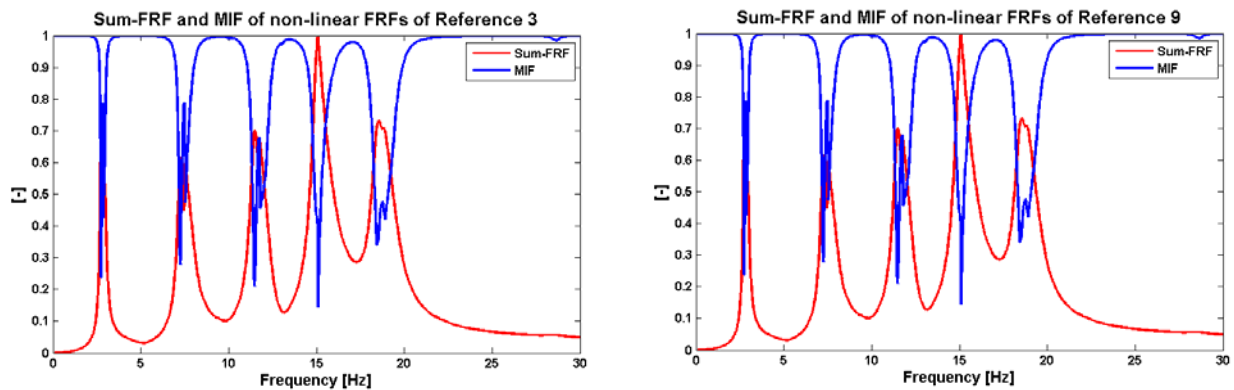 Sum-FRF and MIF of non-linear FRFs of Reference 3
1
0.9
0.8
0.7
0.6
0.5
0.4
0.3
0.2
0.1
0
[-]
Sum-FRF
MIF
0 5 10 15 20 25 30
Frequency [Hz]
Sum-FRF and MIF of non-linear FRFs of Reference 9
1
0.9
0.8
0.7
0.6
0.5
0.4
0.3
0.2
0.1
0
[-]
Sum-FRF
MIF
0 5 10 15 20 25 30
Frequency [Hz]